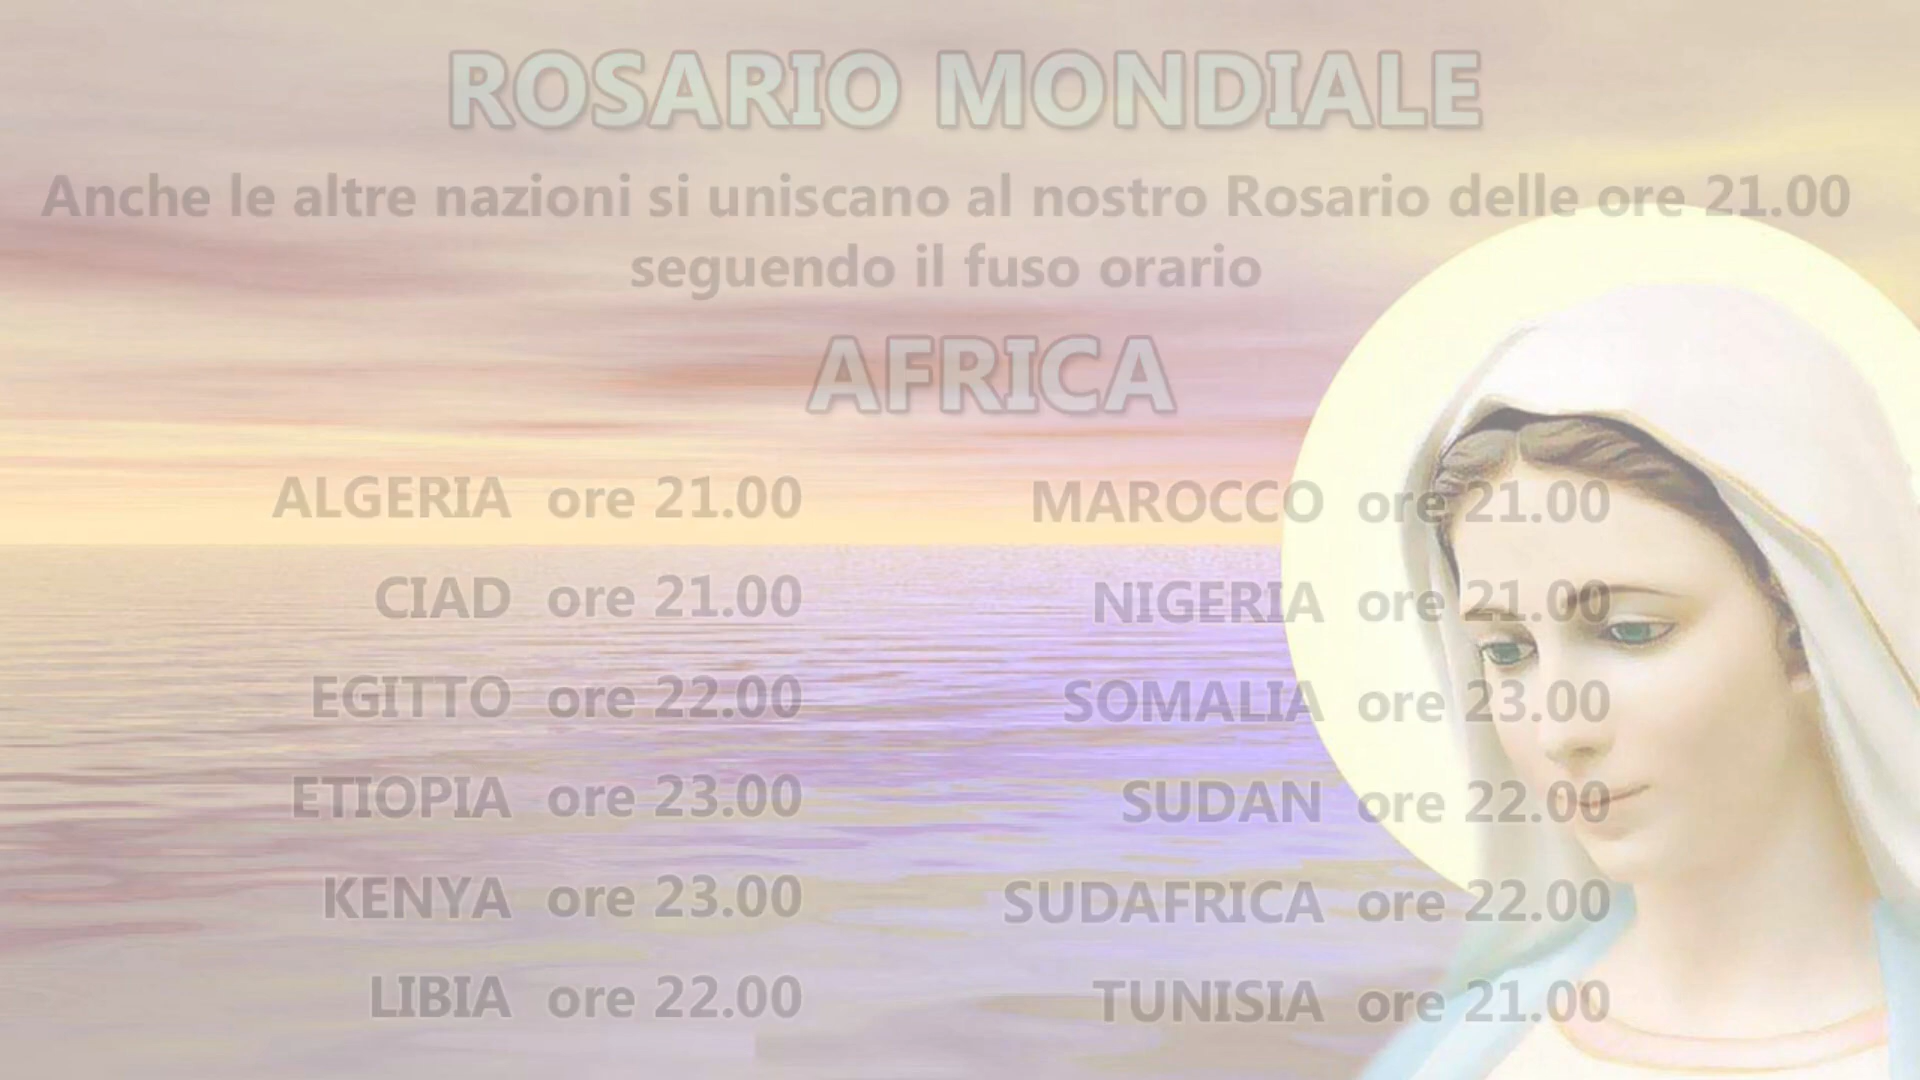 ROSARIO MONDIALE
Anche le altre nazioni si uniscano al nostro Rosario delle ore 21.00
seguendo il fuso orario
AFRICA
ALGERIA ore 21.00
CIAD ore 21.00
EGITTO ore 22.00
ETIOPIA ore 23.00
KENYA ore 23.00
LIBIA ore 22.00
MAROCCO ore 21.00
NIGERIA ore 21.00
SOMALIA ore 23.00
SUDAN ore 22.00
SUDAFRICA ore 22.00
TUNISIA ore 21.00